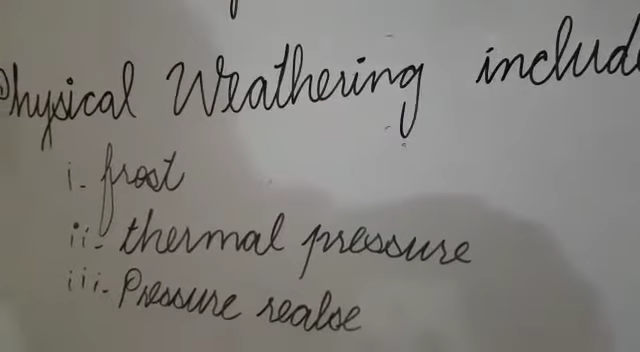 Physical Weathering includ
i. frost
ii. thermal pressure
iii. Pressure realse